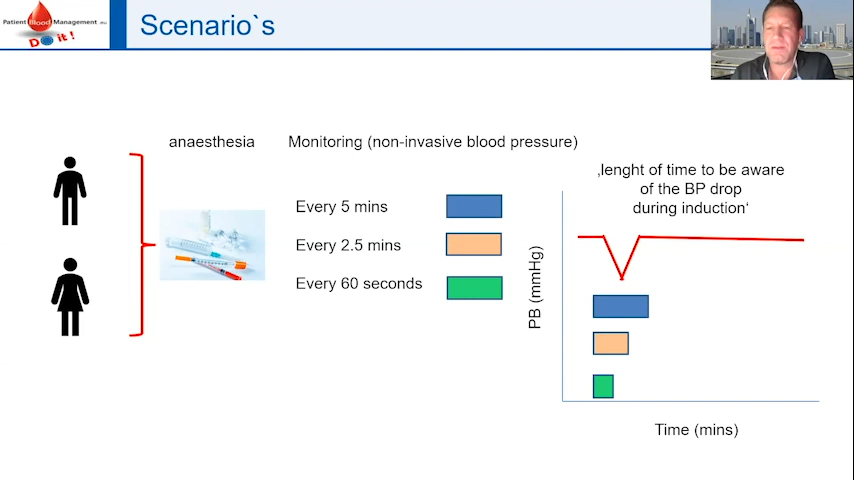 Patient Blood Management.eu
Do it!
Scenario`s
anaesthesia
Monitoring (non-invasive blood pressure)
Every 5 mins
Every 2.5 mins
Every 60 seconds
‚lenght of time to be aware
of the BP drop
during induction‘
PB (mmHg)
Time (mins)